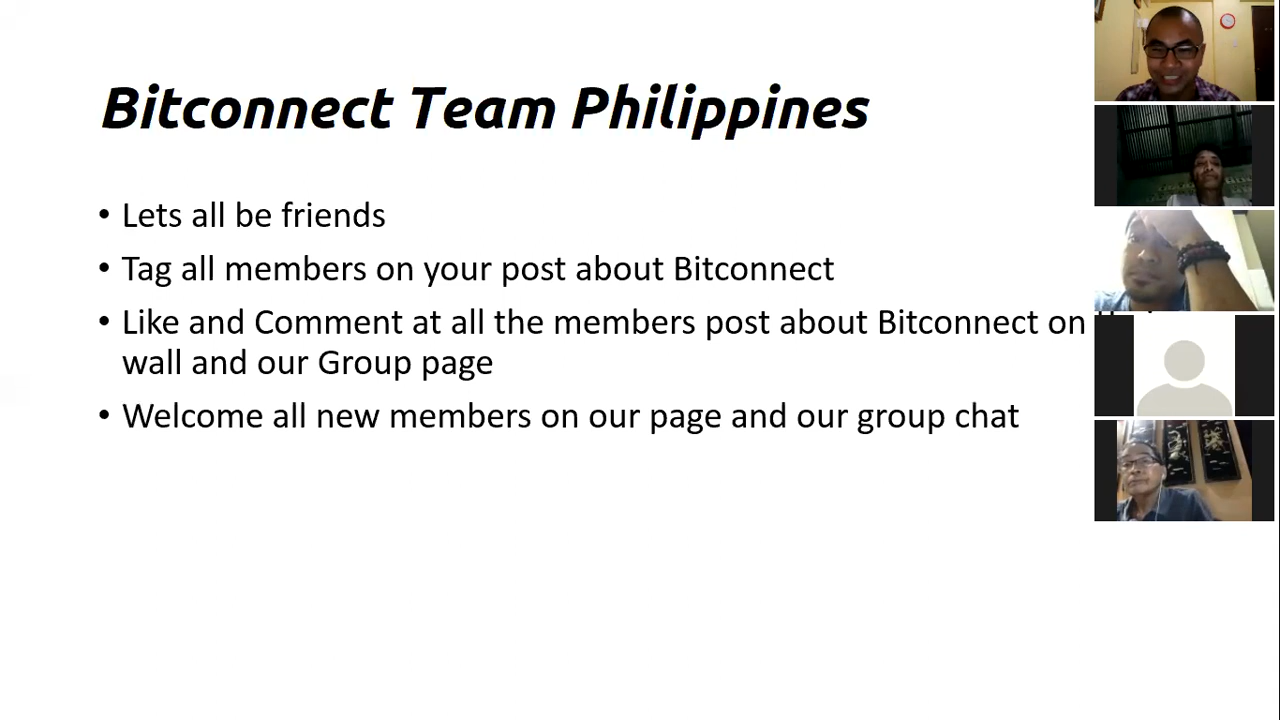 Bitconnect Team Philippines
• Lets all be friends
• Tag all members on your post about Bitconnect
• Like and Comment at all the members post about Bitconnect on
wall and our Group page
• Welcome all new members on our page and our group chat